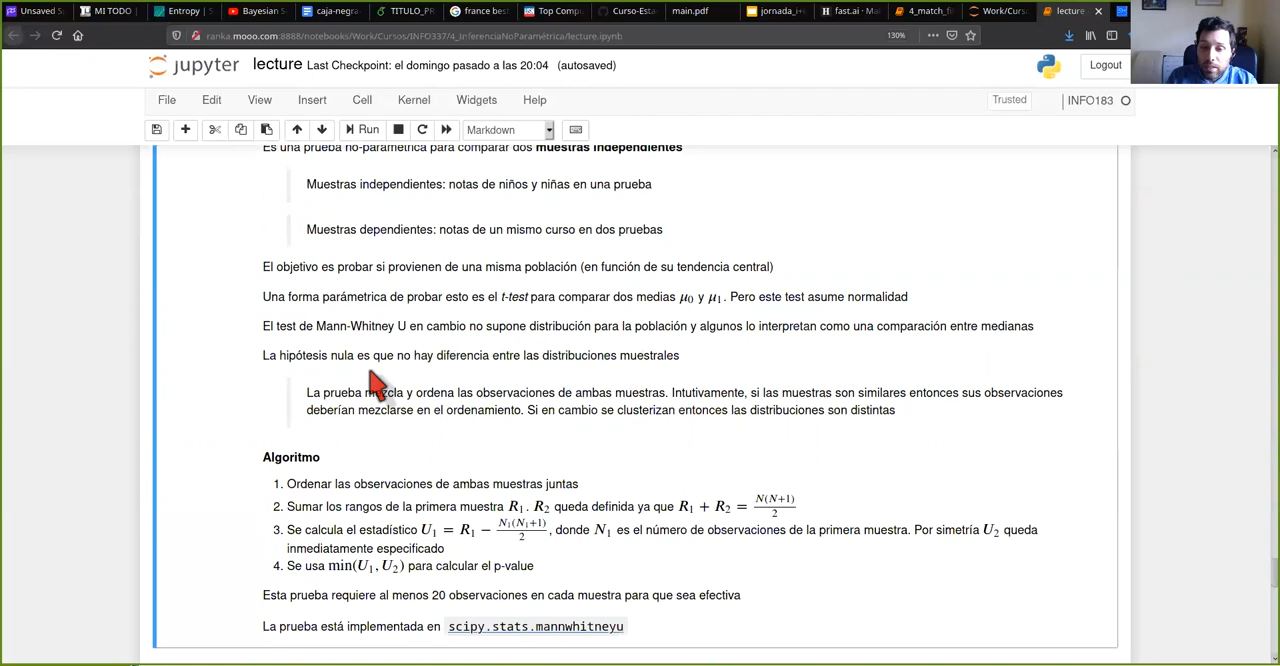 Unsaved S
MI TODO
Entropy |
Bayesian S
caja-negra
TITULO_PR
france bes
Top Comp
Curso-Esta
main.pdf
jornada_i+
fast.ai · Ma
4_match_fi
Work/Curs
lecture
ranka.mooo.com:8888/notebooks/Work/Cursos/INFO337/4_InferenciaNoParamétrica/lecture.ipynb
130%
jupyter lecture Last Checkpoint: el domingo pasado a las 20:04 (autosaved)
Logout
File Edit View Insert Cell Kernel Widgets Help
Trusted
INFO183
Run
Markdown
Es una prueba no-parámetrica para comparar dos muestras independientes
Muestras independientes: notas de niños y niñas en una prueba
Muestras dependientes: notas de un mismo curso en dos pruebas
El objetivo es probar si provienen de una misma población (en función de su tendencia central)
Una forma parámetrica de probar esto es el t-test para comparar dos medias μ0 y μ1. Pero este test asume normalidad
El test de Mann-Whitney U en cambio no supone distribución para la población y algunos lo interpretan como una comparación entre medianas
La hipótesis nula es que no hay diferencia entre las distribuciones muestrales
La prueba mezcla y ordena las observaciones de ambas muestras. Intutivamente, si las muestras son similares entonces sus observaciones
deberían mezclarse en el ordenamiento. Si en cambio se clusterizan entonces las distribuciones son distintas
Algoritmo
1. Ordenar las observaciones de ambas muestras juntas
2. Sumar los rangos de la primera muestra R1. R2 queda definida ya que R1 + R2 = N(N+1)/2
3. Se calcula el estadístico U1 = R1 − N1(N1+1)/2, donde N1 es el número de observaciones de la primera muestra. Por simetría U2 queda
inmediatamente especificado
4. Se usa min(U1, U2) para calcular el p-value
Esta prueba requiere al menos 20 observaciones en cada muestra para que sea efectiva
La prueba está implementada en scipy.stats.mannwhitneyu